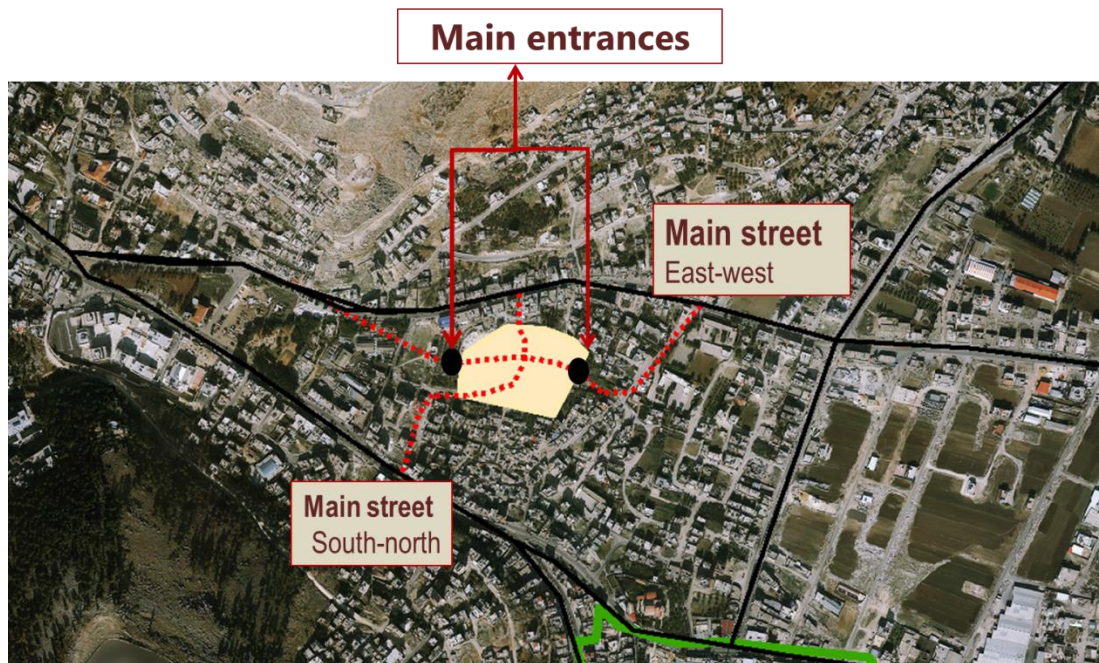 Main entrances
Main street
East-west
Main street
South-north